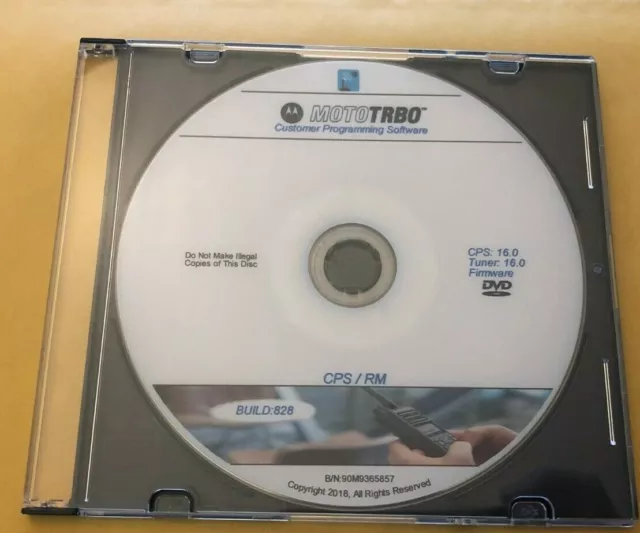 MOTOTRBO™
Customer Programming Software
Do Not Make Illegal
Copies of This Disc
CPS: 16.0
Tuner: 16.0
Firmware
DVD
CPS / RM
BUILD:828
B/N:90M9365857
Copyright 2018, All Rights Reserved